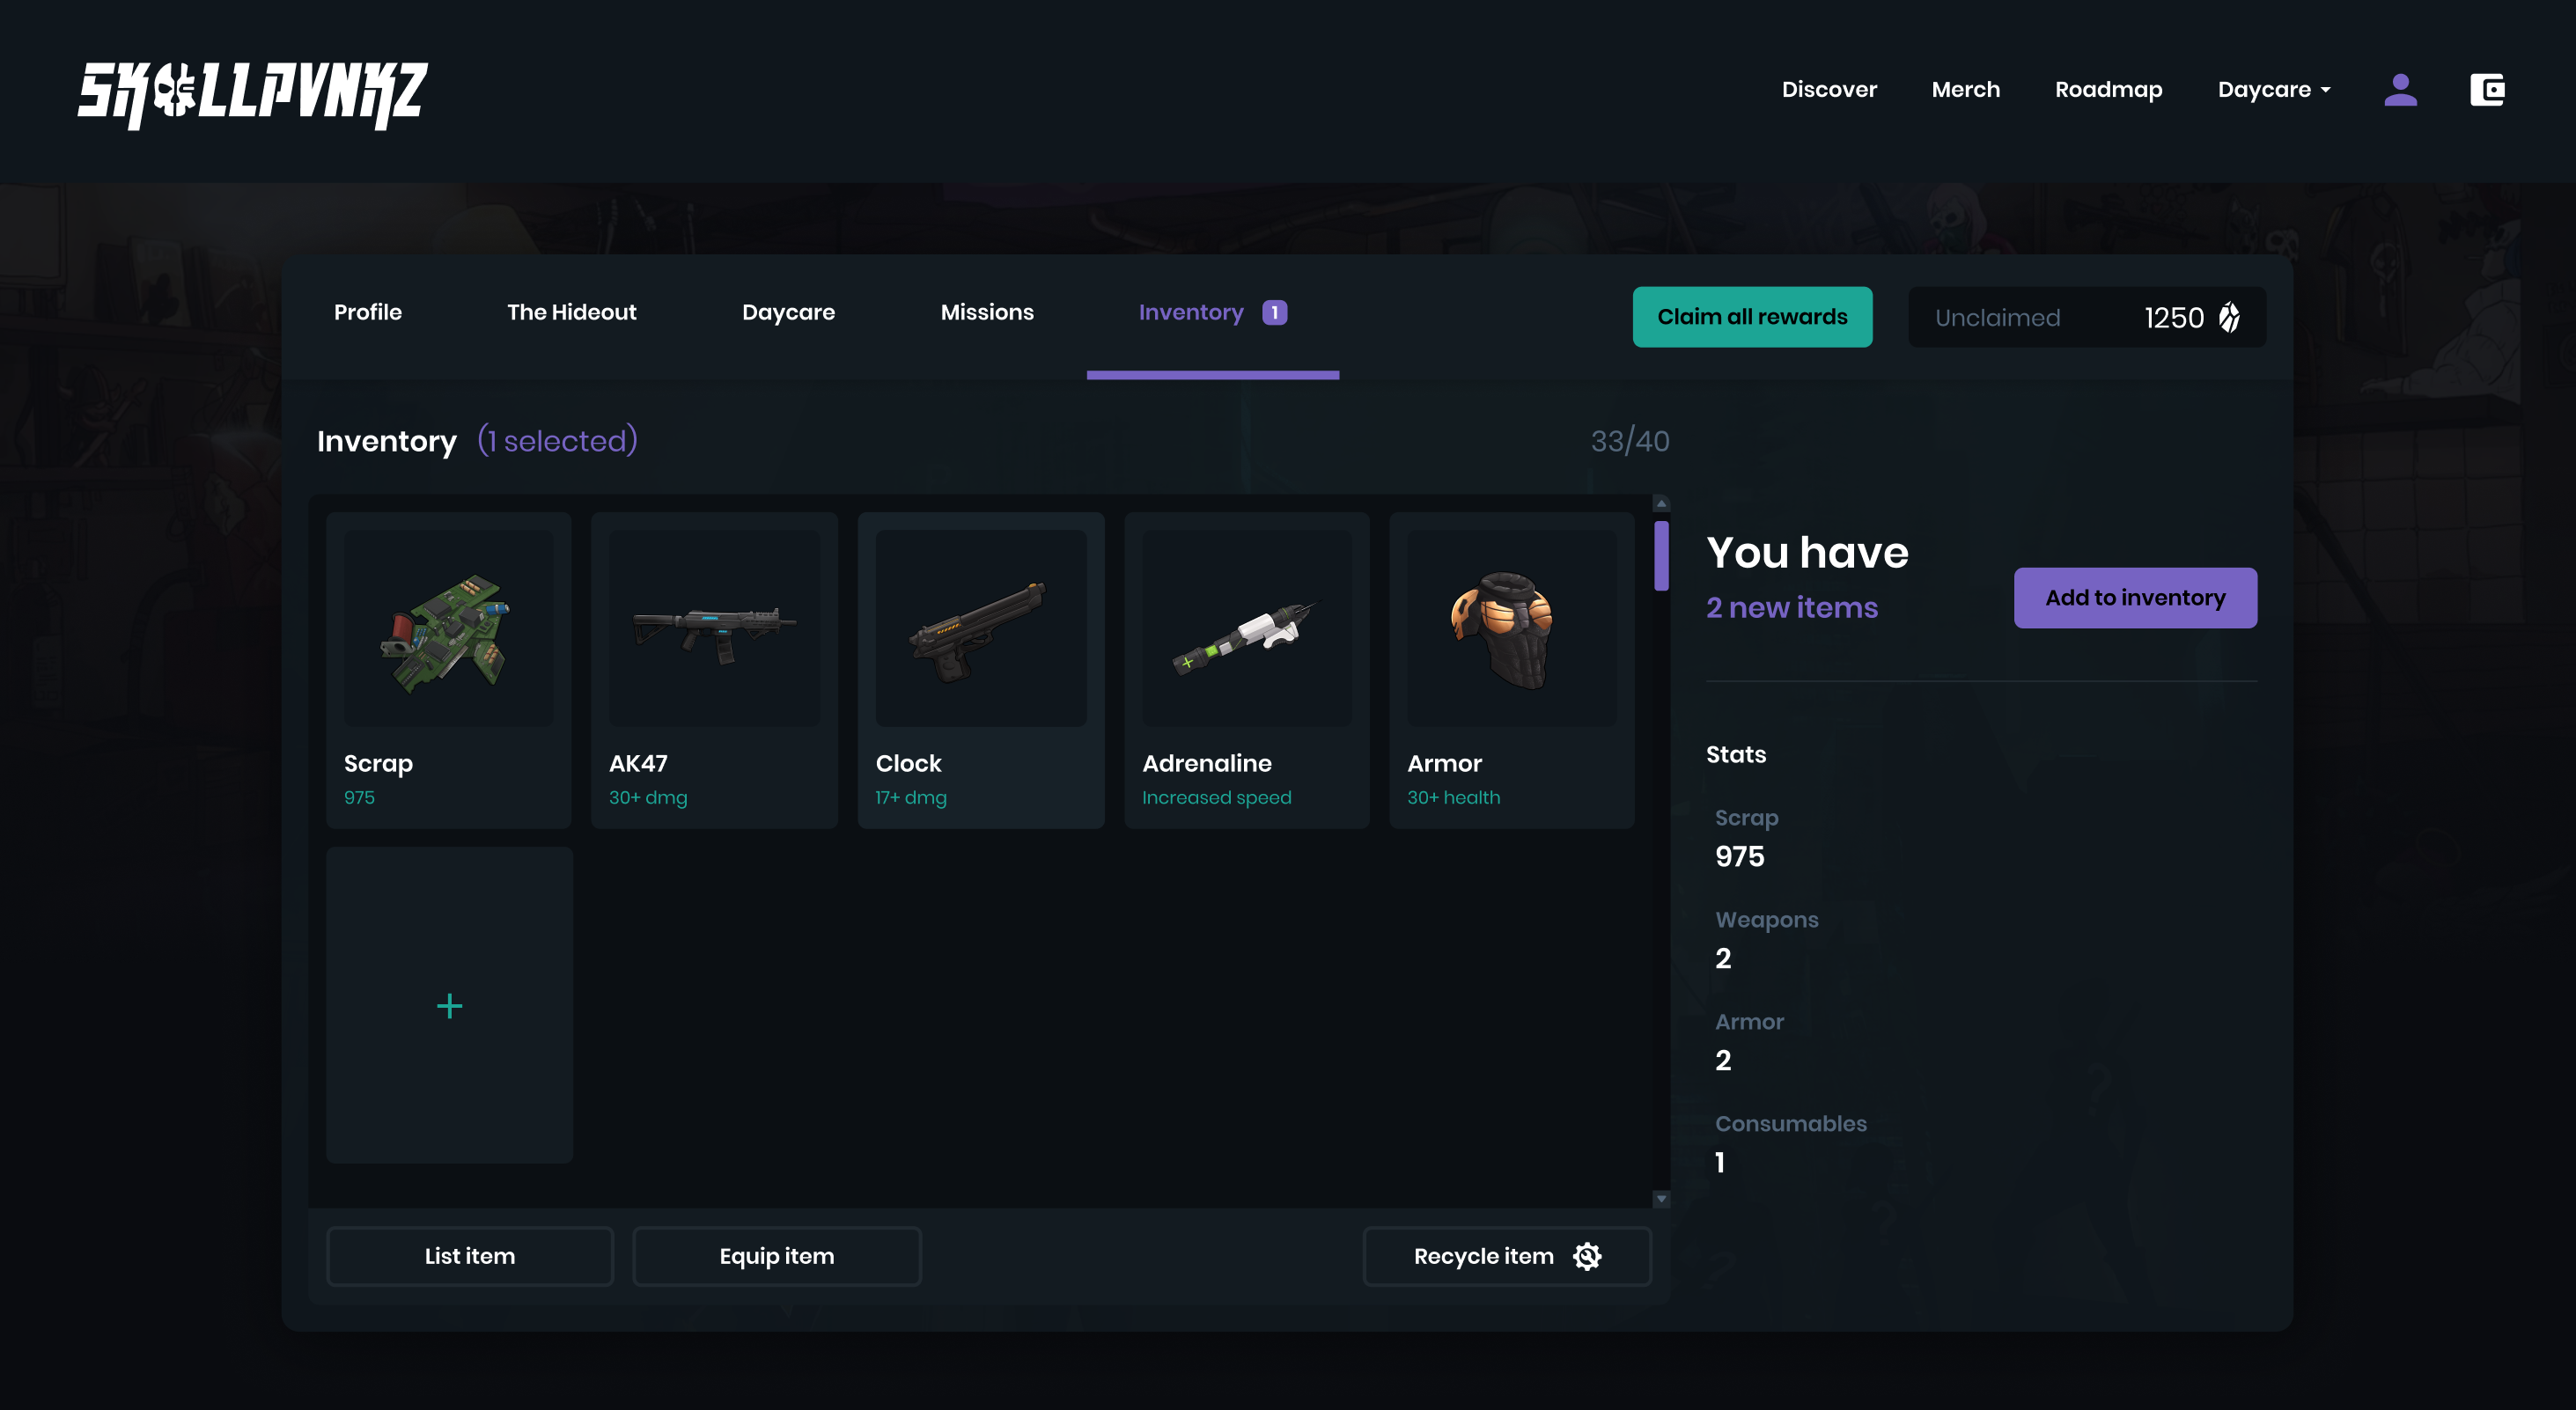 SKULLPVNKZ
Discover Merch Roadmap Daycare
Profile The Hideout Daycare Missions Inventory 1 Claim all rewards Unclaimed 1250
Inventory (1 selected) 33/40
You have
2 new items
Add to inventory
Scrap
975
AK47
30+ dmg
Clock
17+ dmg
Adrenaline
Increased speed
Armor
30+ health
+
Stats
Scrap
975
Weapons
2
Armor
2
Consumables
1
List item Equip item Recycle item